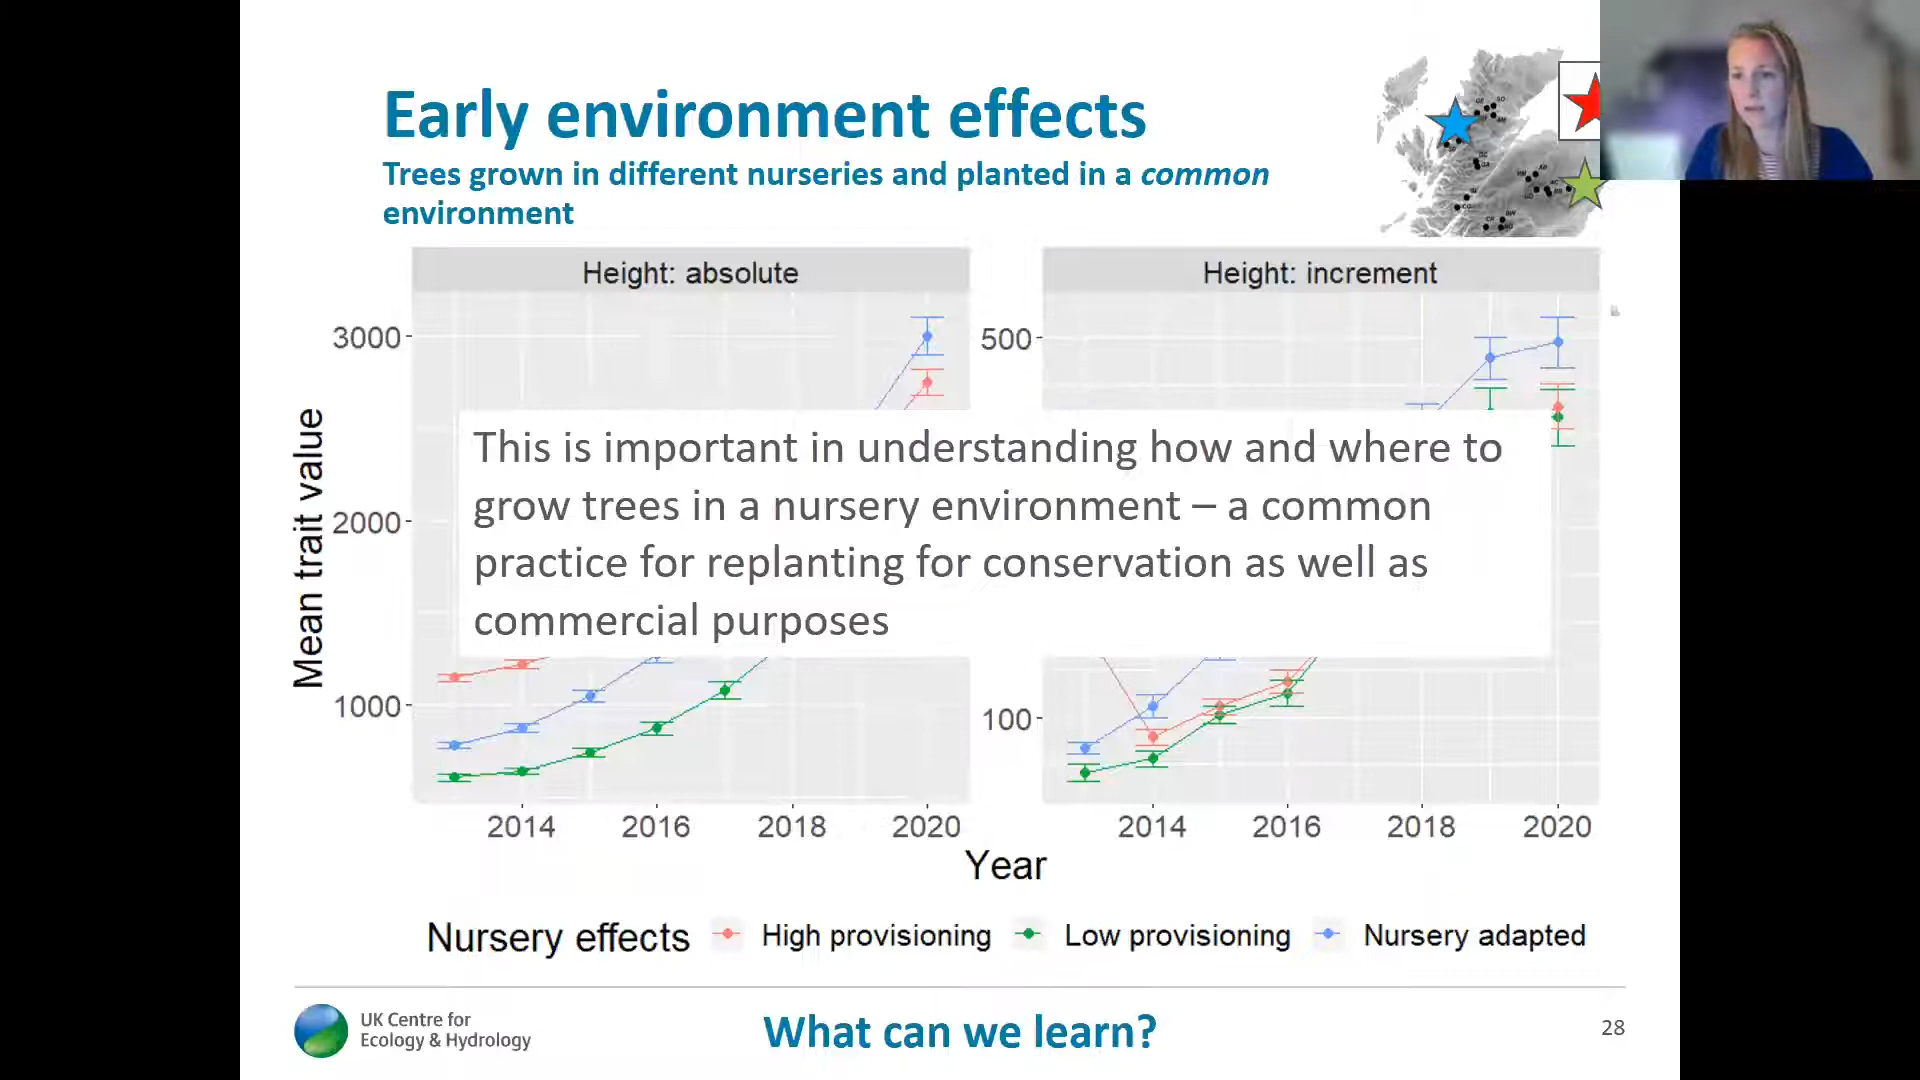 Early environment effects
Trees grown in different nurseries and planted in a common
environment
Height: absolute
Height: increment
3000
2000
1000
500
100
Mean trait value
This is important in understanding how and where to
grow trees in a nursery environment – a common
practice for replanting for conservation as well as
commercial purposes
2014 2016 2018 2020
2014 2016 2018 2020
Year
Nursery effects High provisioning Low provisioning Nursery adapted
UK Centre for
Ecology & Hydrology
What can we learn?
28